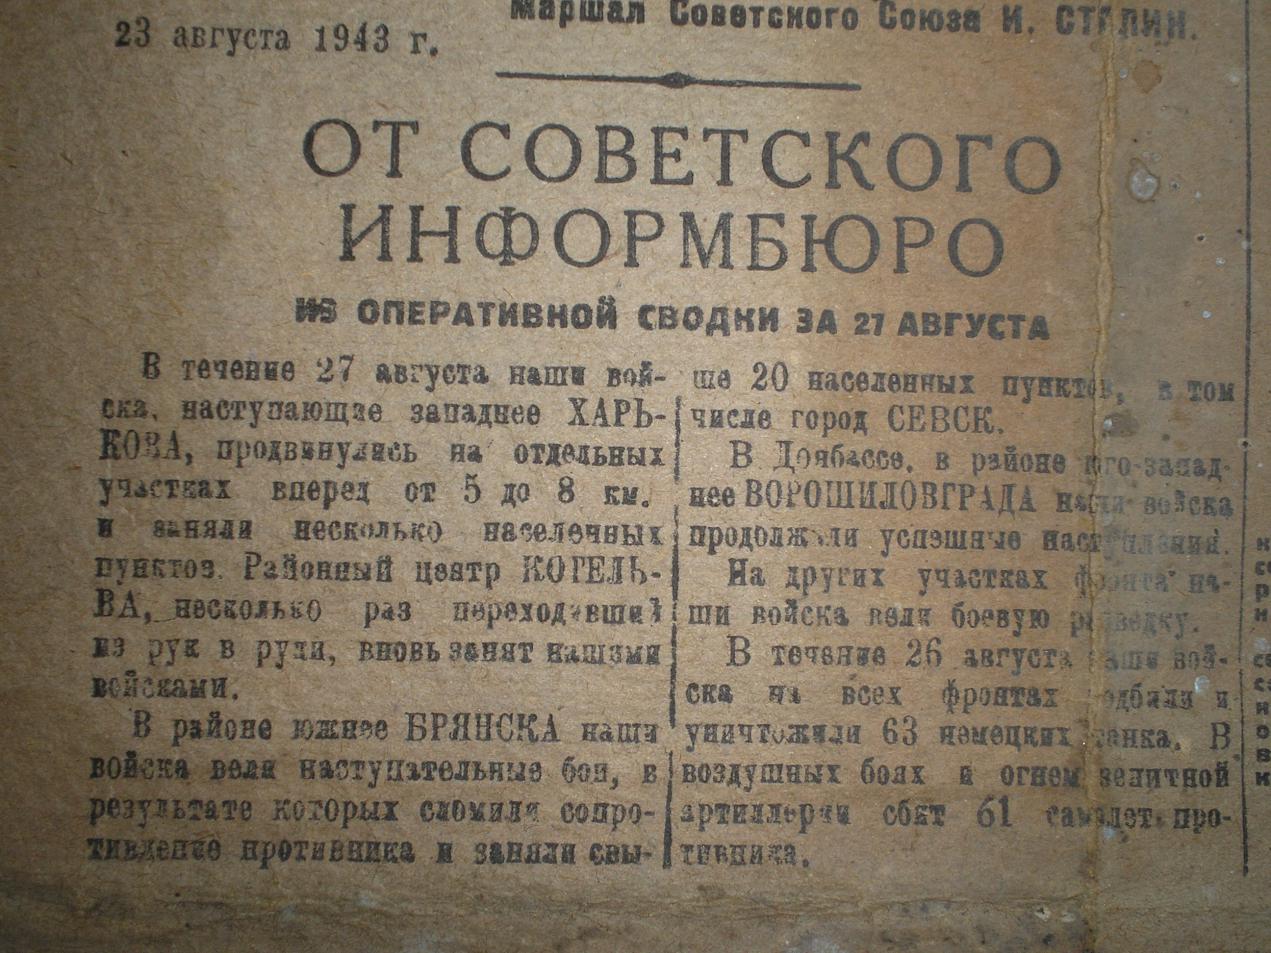 Маршал Советского Союза И. СТАЛИН.
23 августа 1943 г.
ОТ СОВЕТСКОГО
ИНФОРМБЮРО
ИЗ ОПЕРАТИВНОЙ СВОДКИ ЗА 27 АВГУСТА
В течение 27 августа наши вой-
ска, наступающие западнее ХАРЬ-
КОВА, продвинулись на отдельных
участках вперед от 5 до 8 км.
и заняли несколько населенных
пунктов. Районный центр КОТЕЛЬ-
ВА, несколько раз переходивший
из рук в руки, вновь занят нашими
войсками.
В районе южнее БРЯНСКА наши
войска вели наступательные бои, в
результате которых сломили сопро-
тивление противника и заняли свы-
ше 20 населенных пунктов, в том
числе город СЕВСК.
В Донбассе, в районе юго-запад-
нее ВОРОШИЛОВГРАДА наши войска
продолжали успешные наступления.
На других участках фронта на-
ши войска вели боевую разведку.
В течение 26 августа наши вой-
ска на всех фронтах подбили и
уничтожили 63 немецких танка. В
воздушных боях и огнем зенитной
артиллерии сбит 61 самолет про-
тивника.